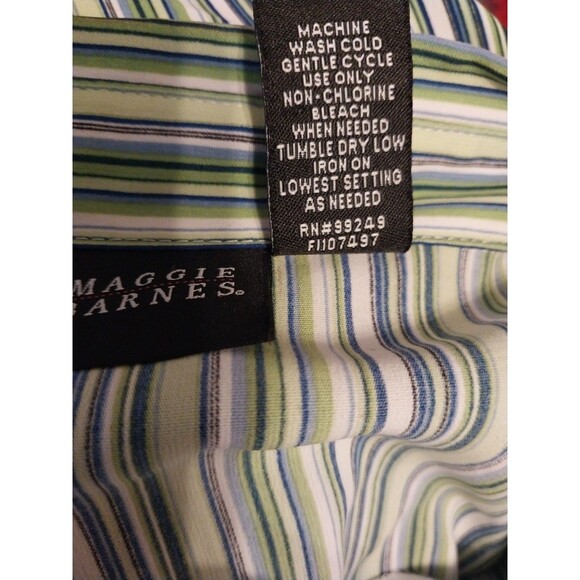 MACHINE
WASH COLD
GENTLE CYCLE
USE ONLY
NON-CHLORINE
BLEACH
WHEN NEEDED
TUMBLE DRY LOW
IRON ON
LOWEST SETTING
AS NEEDED
RN#99249
FI107497
MAGGIE
BARNES®